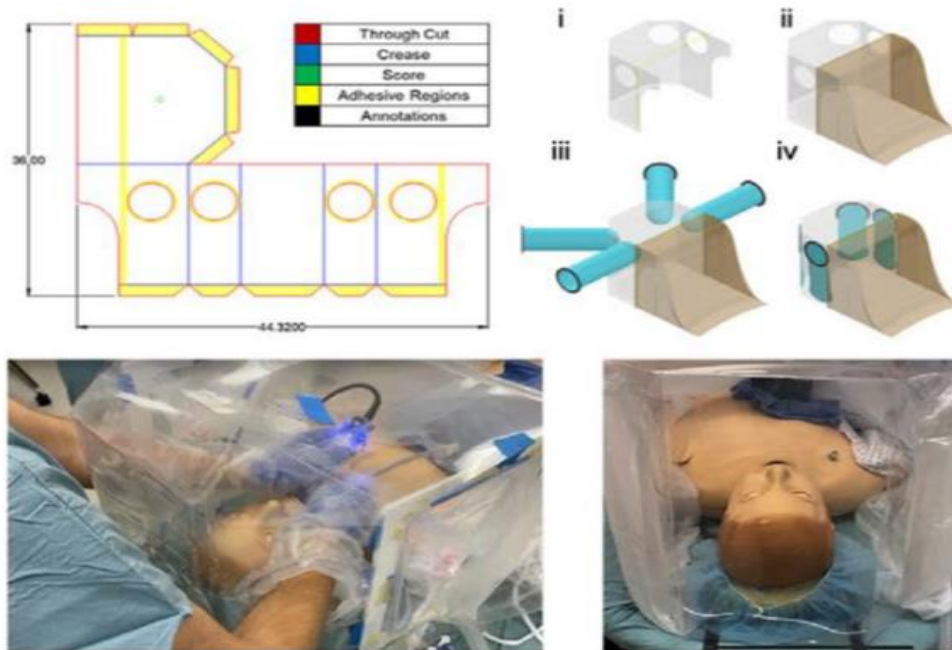 Through Cut
Crease
Score
Adhesive Regions
Annotations
36.00
44.3200
i
ii
iii
iv